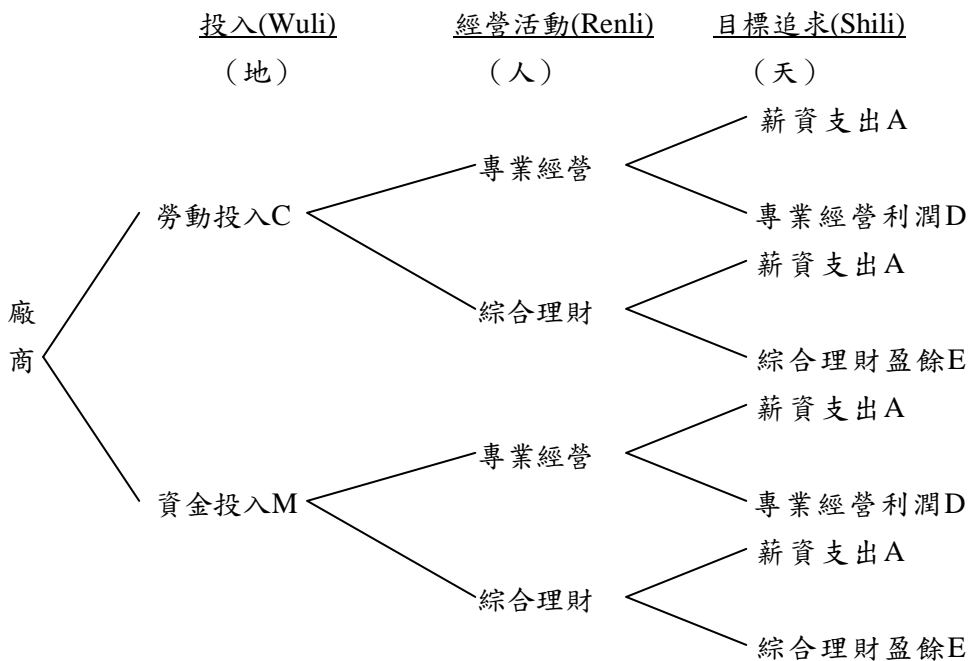 投入(Wuli) 經營活動(Renli) 目標追求(Shili)
（地） （人） （天）
薪資支出A
專業經營
勞動投入C 專業經營利潤D
薪資支出A
廠 綜合理財
商 綜合理財盈餘E
薪資支出A
專業經營
資金投入M 專業經營利潤D
薪資支出A
綜合理財
綜合理財盈餘E